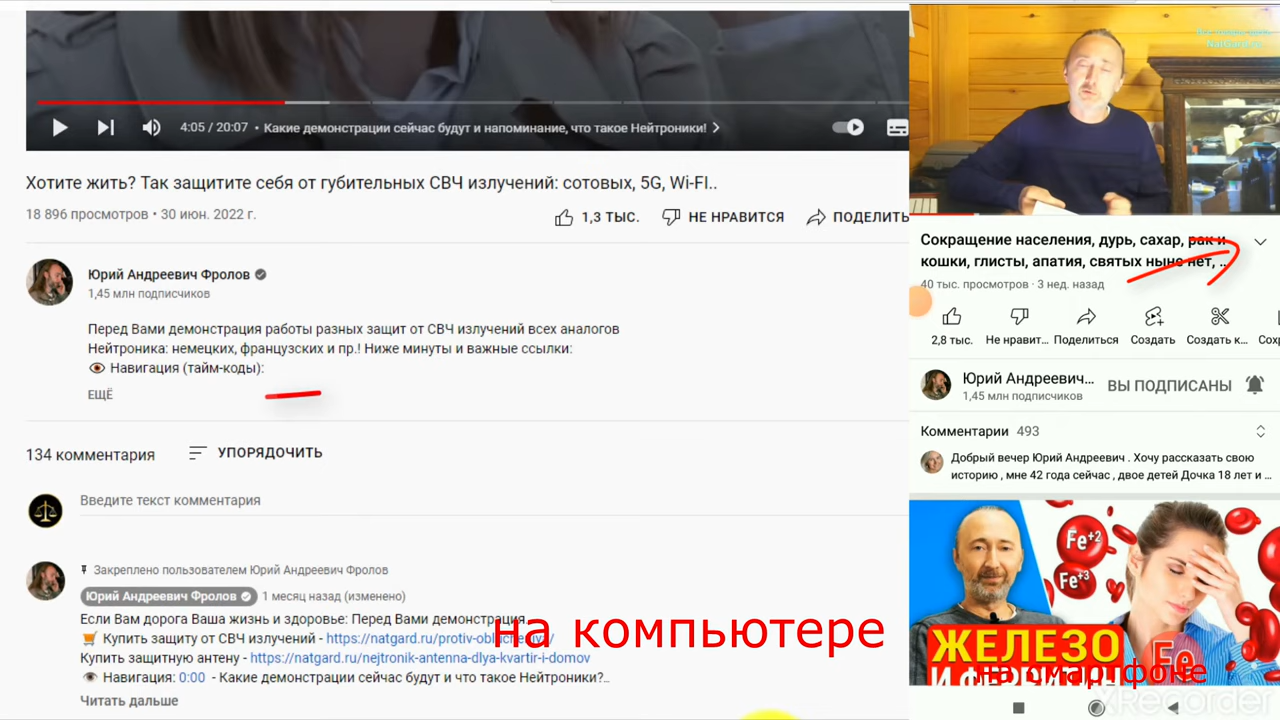 4:05 / 20:07 • Какие демонстрации сейчас будут и напоминание, что такое Нейтроники!
Хотите жить? Так защитите себя от губительных СВЧ излучений: сотовых, 5G, Wi-FI..
18 896 просмотров • 30 июн. 2022 г.
1,3 ТЫС. НЕ НРАВИТСЯ ПОДЕЛИТЬ
Юрий Андреевич Фролов
1,45 млн подписчиков
Перед Вами демонстрация работы разных защит от СВЧ излучений всех аналогов
Нейтроника: немецких, французских и пр.! Ниже минуты и важные ссылки:
Навигация (тайм-коды):
ЕЩЁ
134 комментария УПОРЯДОЧИТЬ
Введите текст комментария
Закреплено пользователем Юрий Андреевич Фролов
Юрий Андреевич Фролов 1 месяц назад (изменено)
Если Вам дорога Ваша жизнь и здоровье: Перед Вами демонстрация
Купить защиту от СВЧ излучений - https://natgard.ru/protiv-obl
Купить защитную антену - https://natgard.ru/nejtronik-antenna-dlya-kvartir-i-domov
Навигация: 0:00 - Какие демонстрации сейчас будут и что такое Нейтроники?..
Читать дальше
на компьютере
Сокращение населения, дурь, сахар, рак и
кошки, глисты, апатия, святых ныне нет, ...
40 тыс. просмотров · 3 нед. назад
2,8 тыс. Не нравит... Поделиться Создать Создать к... Сохр
Юрий Андреевич... ВЫ ПОДПИСАНЫ
1,45 млн подписчиков
Комментарии 493
Добрый вечер Юрий Андреевич . Хочу рассказать свою
историю , мне 42 года сейчас , двое детей Дочка 18 лет и ...
Fe+2
Fe+3
ЖЕЛЕЗО
Fe
XRecorder